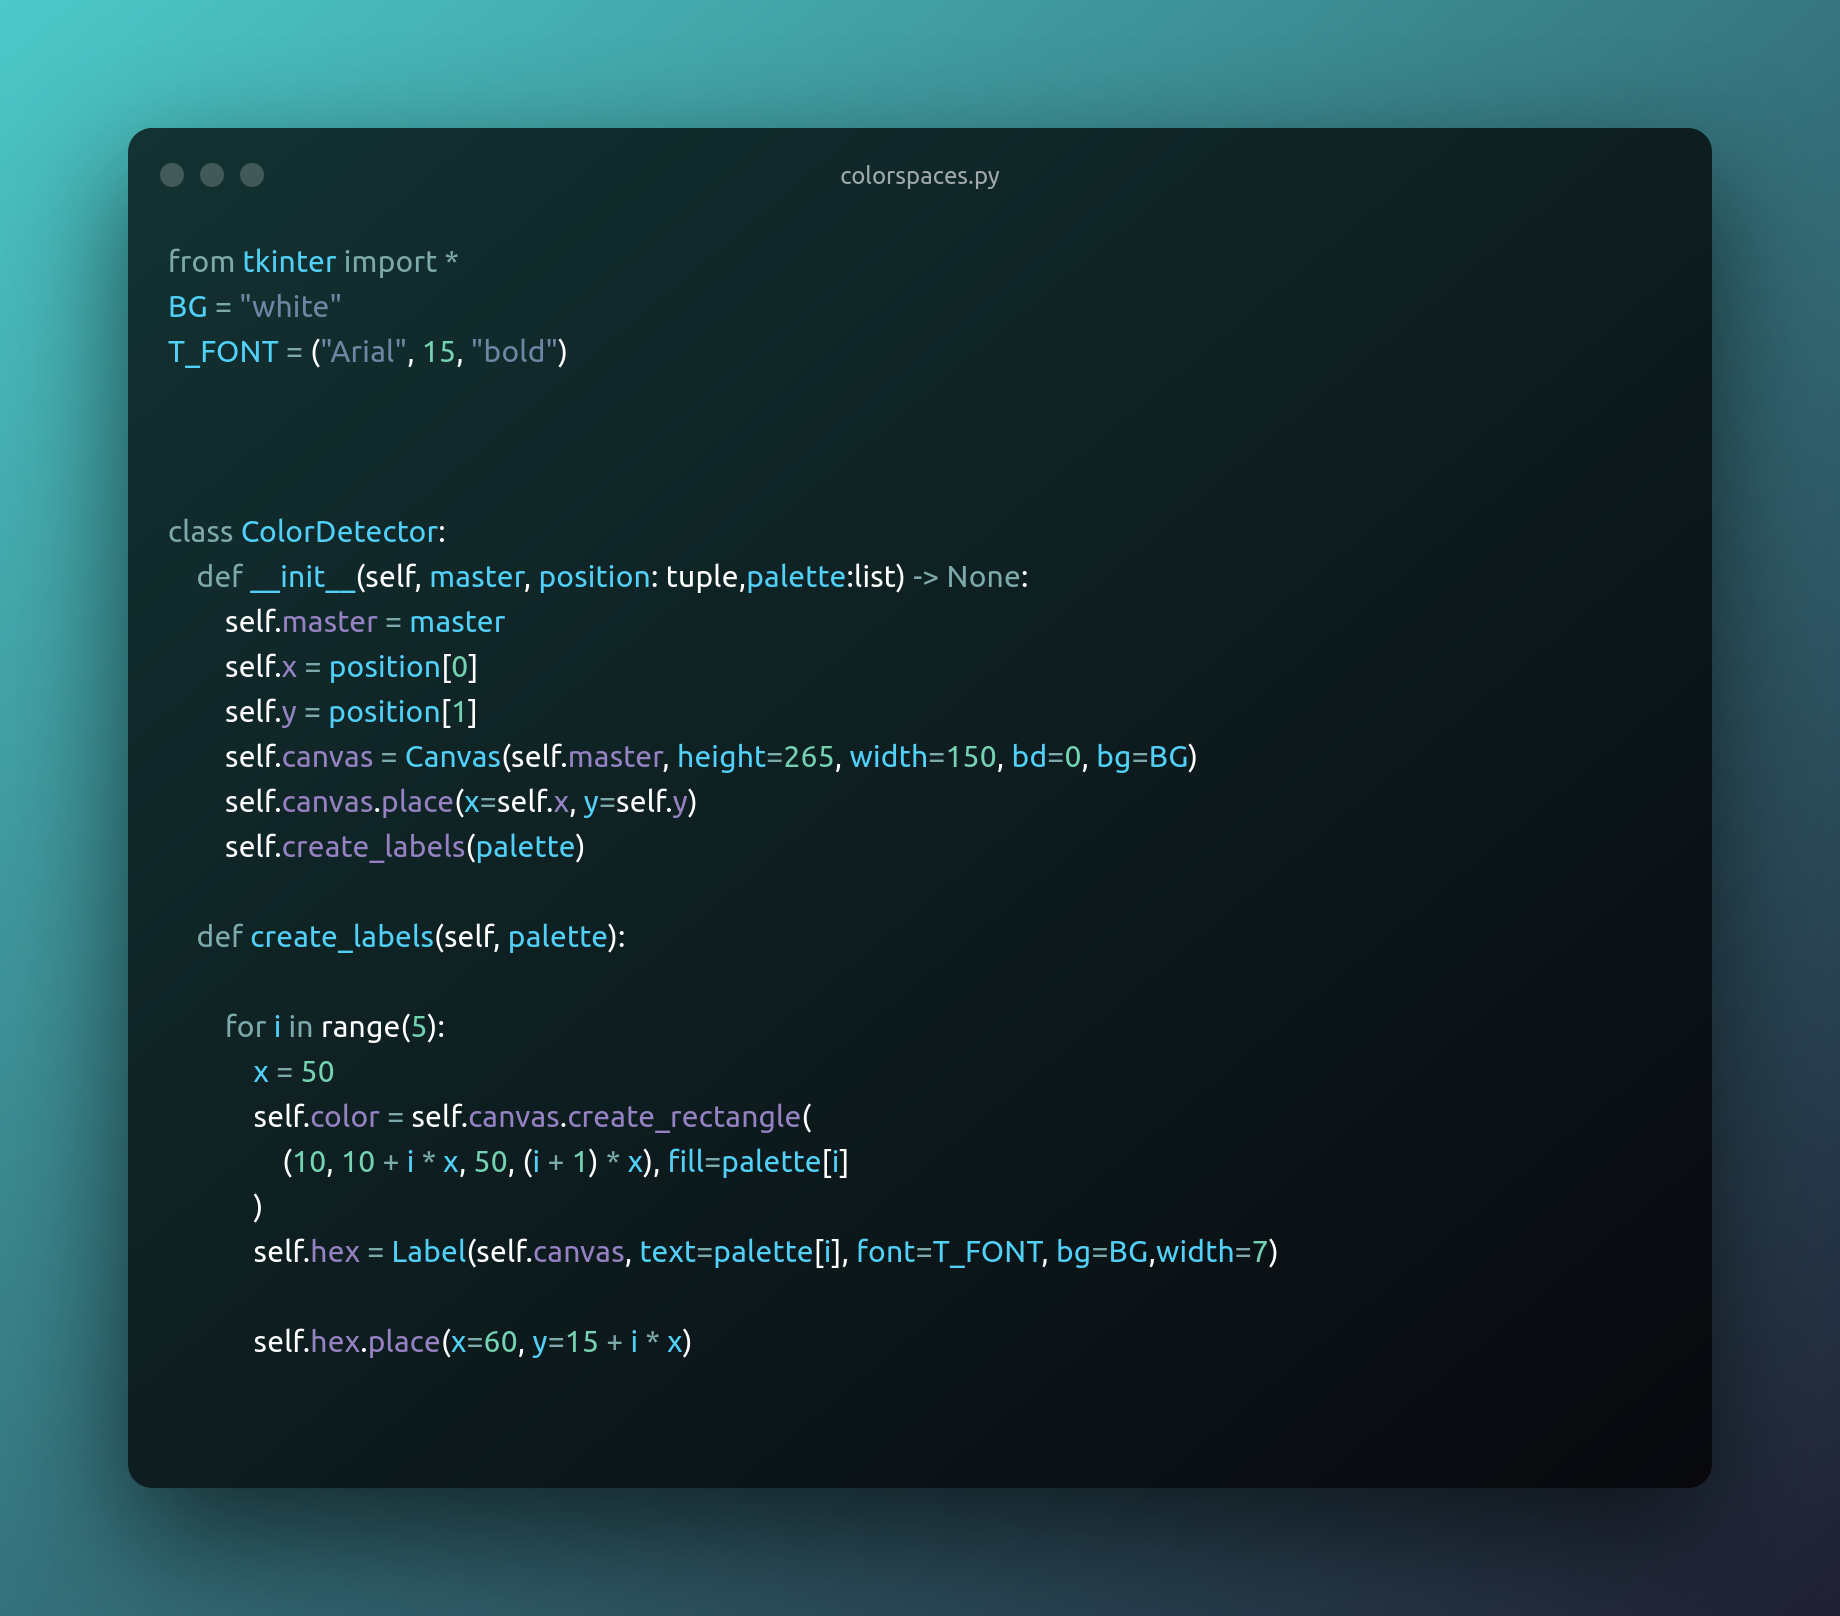 colorspaces.py
from tkinter import *
BG = "white"
T_FONT = ("Arial", 15, "bold")
class ColorDetector:
    def __init__(self, master, position: tuple,palette:list) -> None:
        self.master = master
        self.x = position[0]
        self.y = position[1]
        self.canvas = Canvas(self.master, height=265, width=150, bd=0, bg=BG)
        self.canvas.place(x=self.x, y=self.y)
        self.create_labels(palette)
    def create_labels(self, palette):
        for i in range(5):
            x = 50
            self.color = self.canvas.create_rectangle(
                (10, 10 + i * x, 50, (i + 1) * x), fill=palette[i]
            )
            self.hex = Label(self.canvas, text=palette[i], font=T_FONT, bg=BG,width=7)
            self.hex.place(x=60, y=15 + i * x)